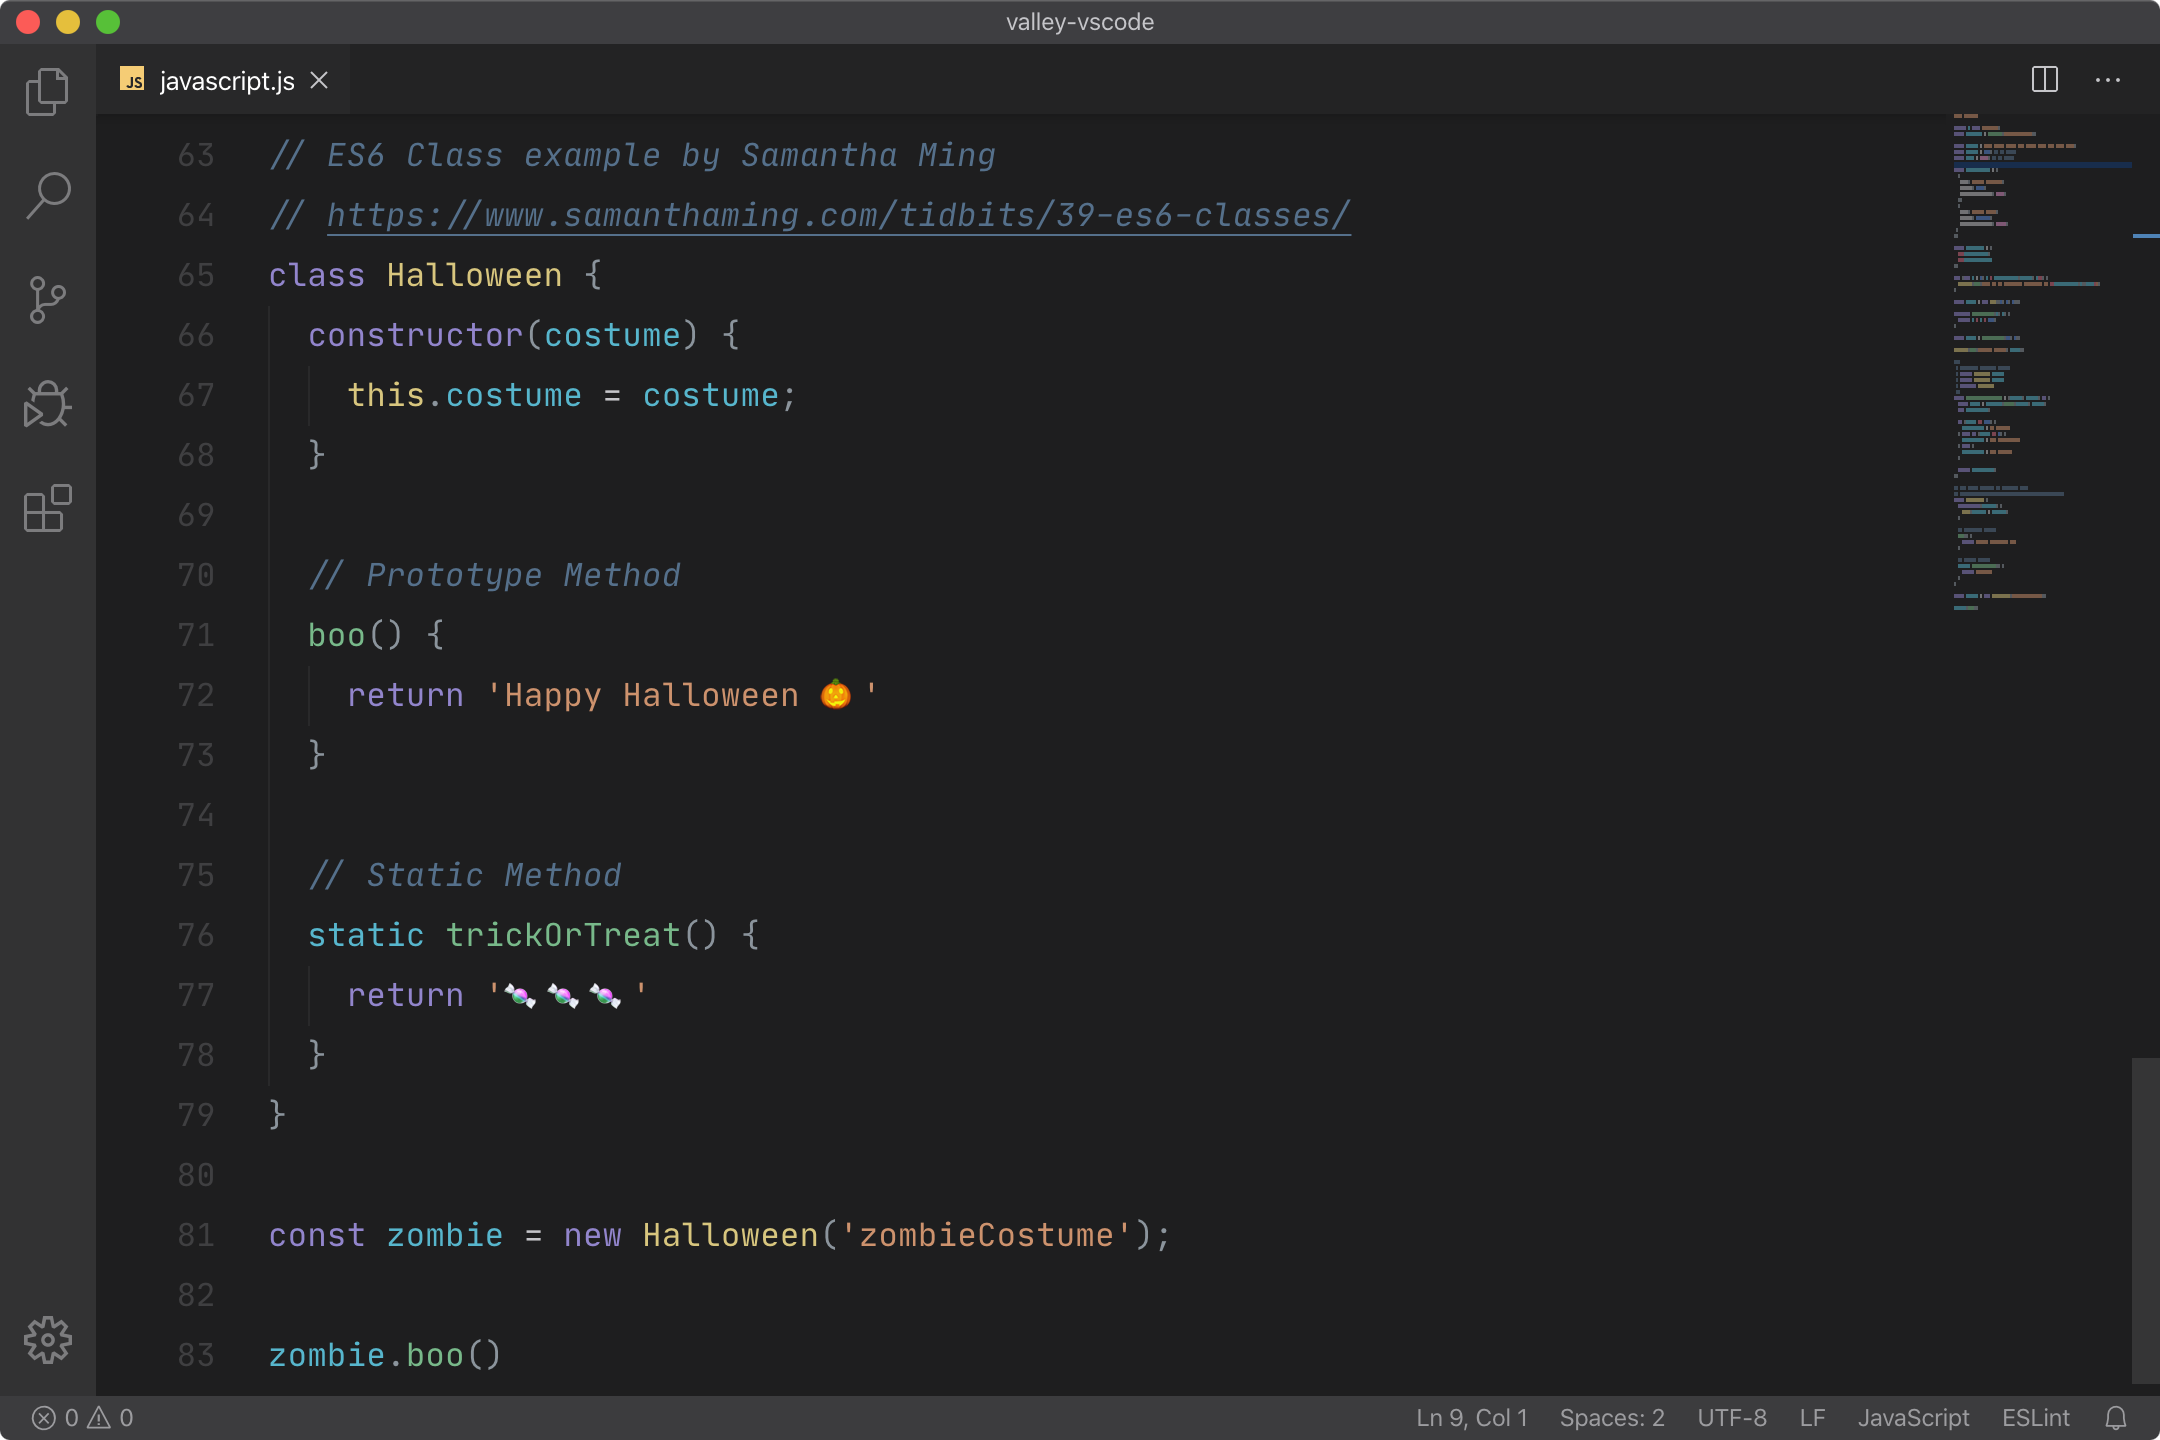 valley-vscode
JS javascript.js
63 // ES6 Class example by Samantha Ming
64 // https://www.samanthaming.com/tidbits/39-es6-classes/
65 class Halloween {
66 constructor(costume) {
67 this.costume = costume;
68 }
69
70 // Prototype Method
71 boo() {
72 return 'Happy Halloween 🎃'
73 }
74
75 // Static Method
76 static trickOrTreat() {
77 return '🍬🍬🍬'
78 }
79 }
80
81 const zombie = new Halloween('zombieCostume');
82
83 zombie.boo()
0 0 Ln 9, Col 1 Spaces: 2 UTF-8 LF JavaScript ESLint